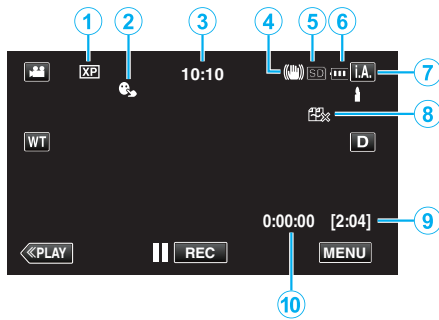 1 2 3 4 5 6
XP 10:10 SD i.A. 7
8
WT D
0:00:00 [2:04] 9
≪PLAY REC MENU
10